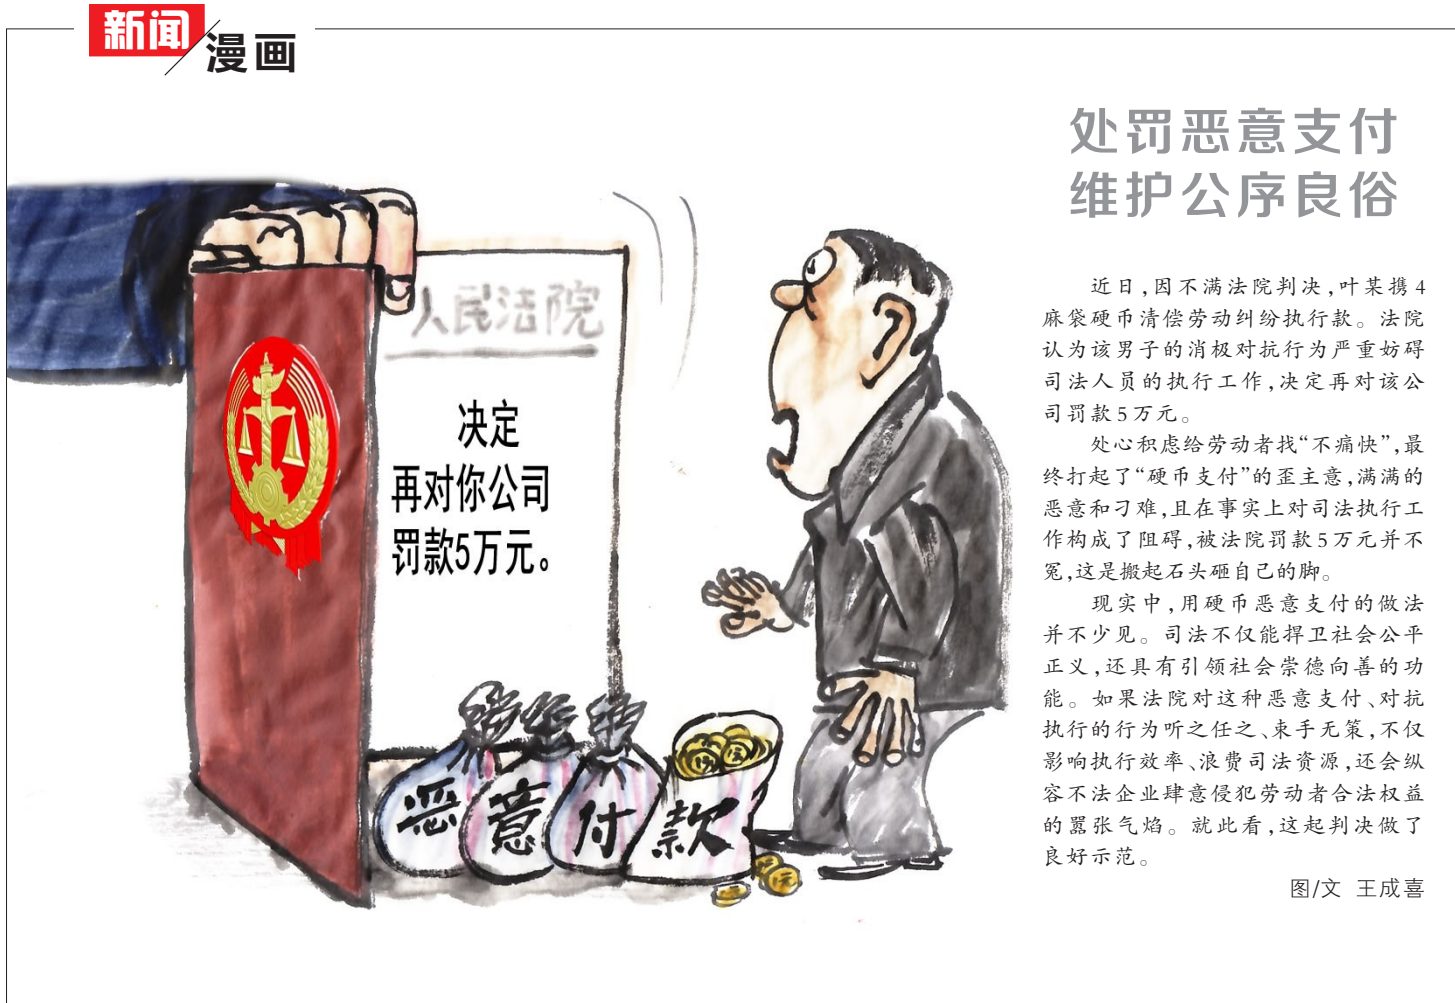 新闻
漫画
处罚恶意支付
维护公序良俗
近日,因不满法院判决,叶某携4
麻袋硬币清偿劳动纠纷执行款。法院
认为该男子的消极对抗行为严重妨碍
司法人员的执行工作,决定再对该公
司罚款5万元。
处心积虑给劳动者找“不痛快”,最
终打起了“硬币支付”的歪主意,满满的
恶意和刁难,且在事实上对司法执行工
作构成了阻碍,被法院罚款5万元并不
冤,这是搬起石头砸自己的脚。
现实中,用硬币恶意支付的做法
并不少见。司法不仅能捍卫社会公平
正义,还具有引领社会崇德向善的功
能。如果法院对这种恶意支付、对抗
执行的行为听之任之、束手无策,不仅
影响执行效率、浪费司法资源,还会纵
容不法企业肆意侵犯劳动者合法权益
的嚣张气焰。就此看,这起判决做了
良好示范。
图/文 王成喜
人民法院
决定
再对你公司
罚款5万元。
恶意付款